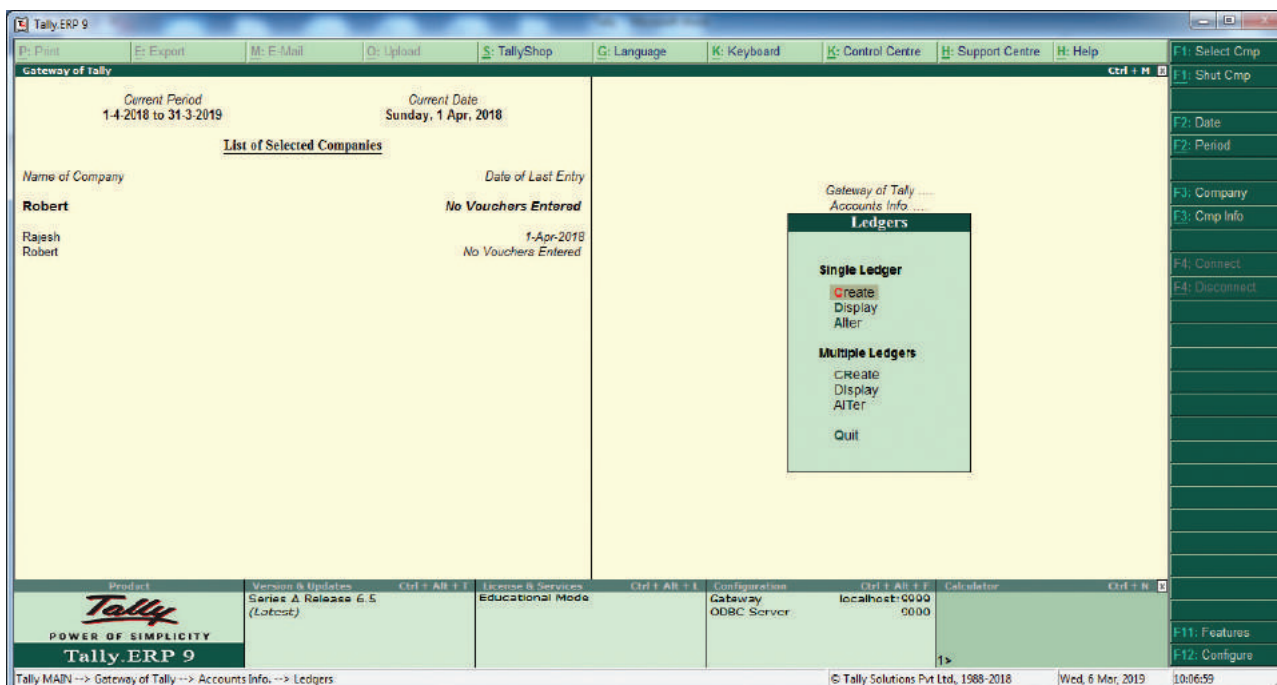 Tally.ERP 9
P: Print E: Export M: E-Mail O: Upload S: TallyShop G: Language K: Keyboard K: Control Centre H: Support Centre H: Help
Gateway of Tally Ctrl + M x
Current Period Current Date
1-4-2018 to 31-3-2019 Sunday, 1 Apr, 2018
List of Selected Companies
Name of Company Date of Last Entry
Robert No Vouchers Entered
Rajesh 1-Apr-2018
Robert No Vouchers Entered
Gateway of Tally .....
Accounts Info. .....
Ledgers
Single Ledger
Create
Display
Alter
Multiple Ledgers
CReate
DIsplay
AlTer
Quit
F1: Select Cmp
F1: Shut Cmp
F2: Date
F2: Period
F3: Company
F3: Cmp Info
F4: Connect
F4: Disconnect
F11: Features
F12: Configure
Product
Tally
POWER OF SIMPLICITY
Tally.ERP 9
Version & Updates Ctrl + Alt + T
Series A Release 6.5
(Latest)
License & Services Ctrl + Alt + L
Educational Mode
Configuration Ctrl + Alt + F
Gateway localhost:9999
ODBC Server 9000
Calculator Ctrl + N x
1>
Tally MAIN --> Gateway of Tally --> Accounts Info. --> Ledgers © Tally Solutions Pvt Ltd., 1988-2018 Wed, 6 Mar, 2019 10:06:59